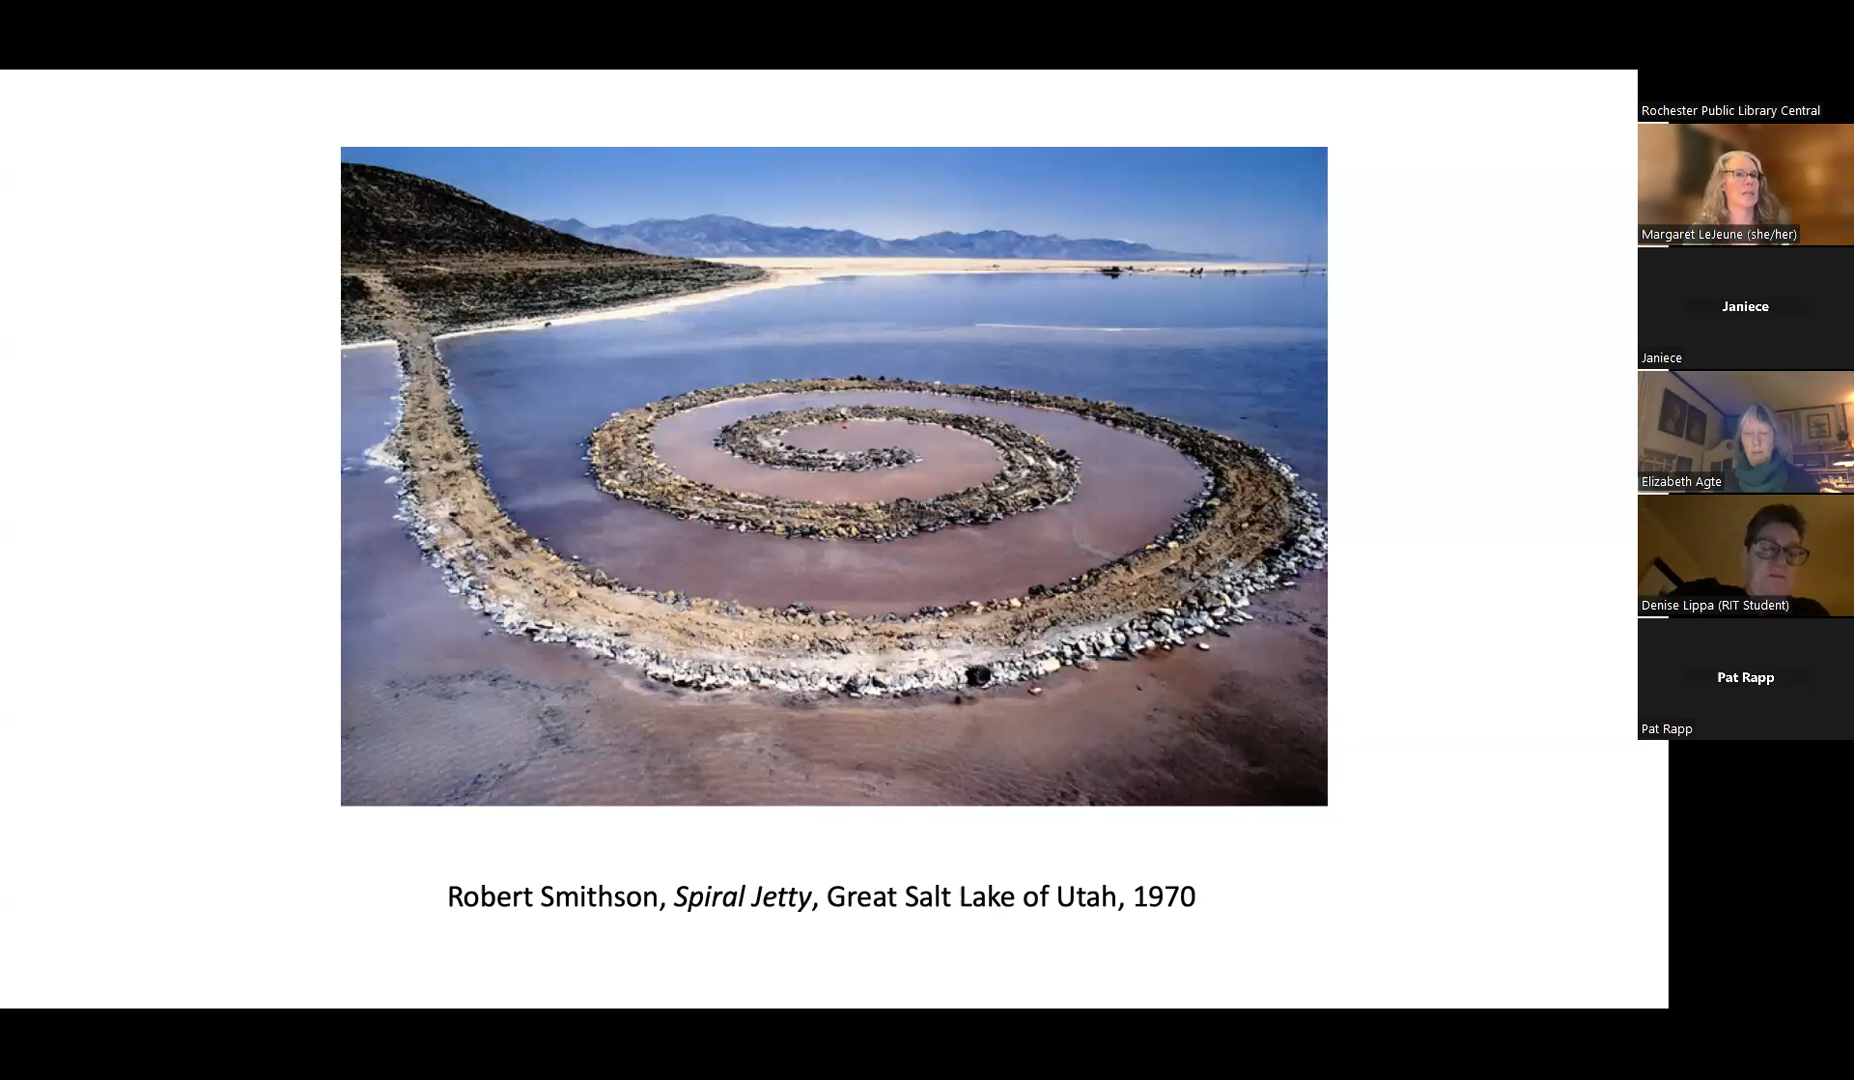 Rochester Public Library Central
Margaret LeJeune (she/her)
Janiece
Janiece
Elizabeth Agte
Denise Lippa (RIT Student)
Pat Rapp
Pat Rapp
Robert Smithson, Spiral Jetty, Great Salt Lake of Utah, 1970